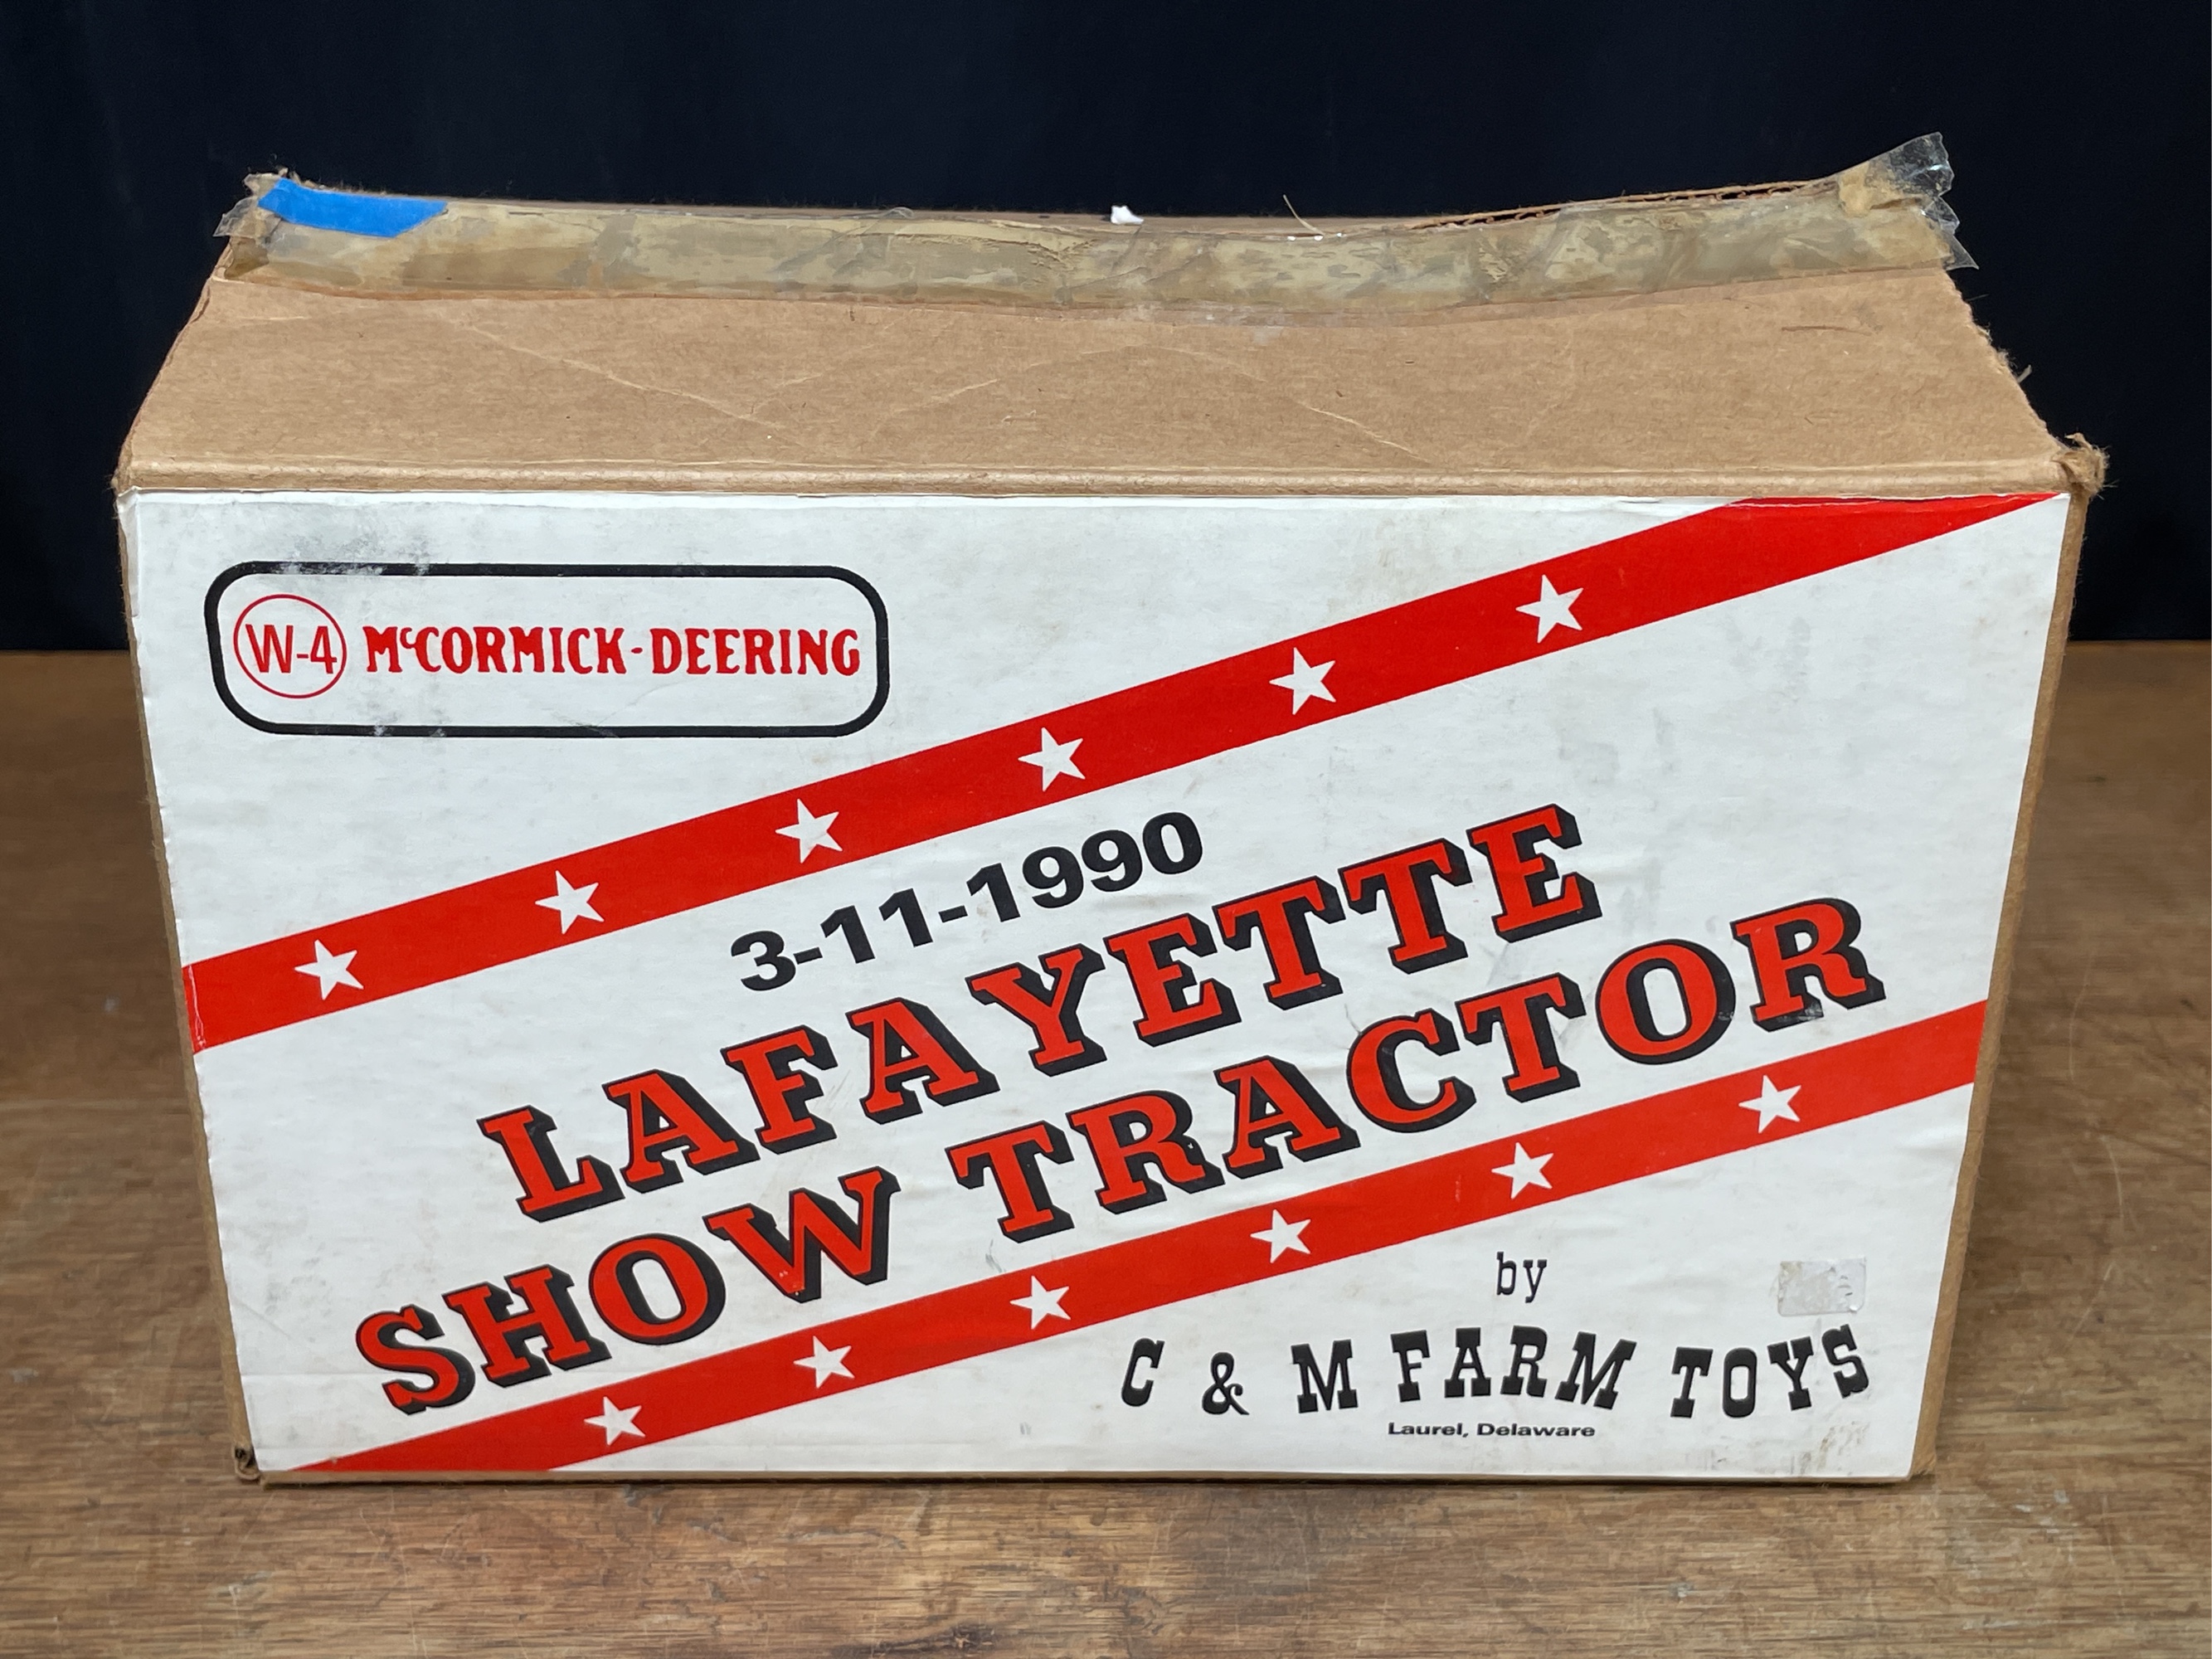 W-4 McCORMICK-DEERING
3-11-1990
LAFAYETTE
SHOW TRACTOR
by
C & M FARM TOYS
Laurel, Delaware